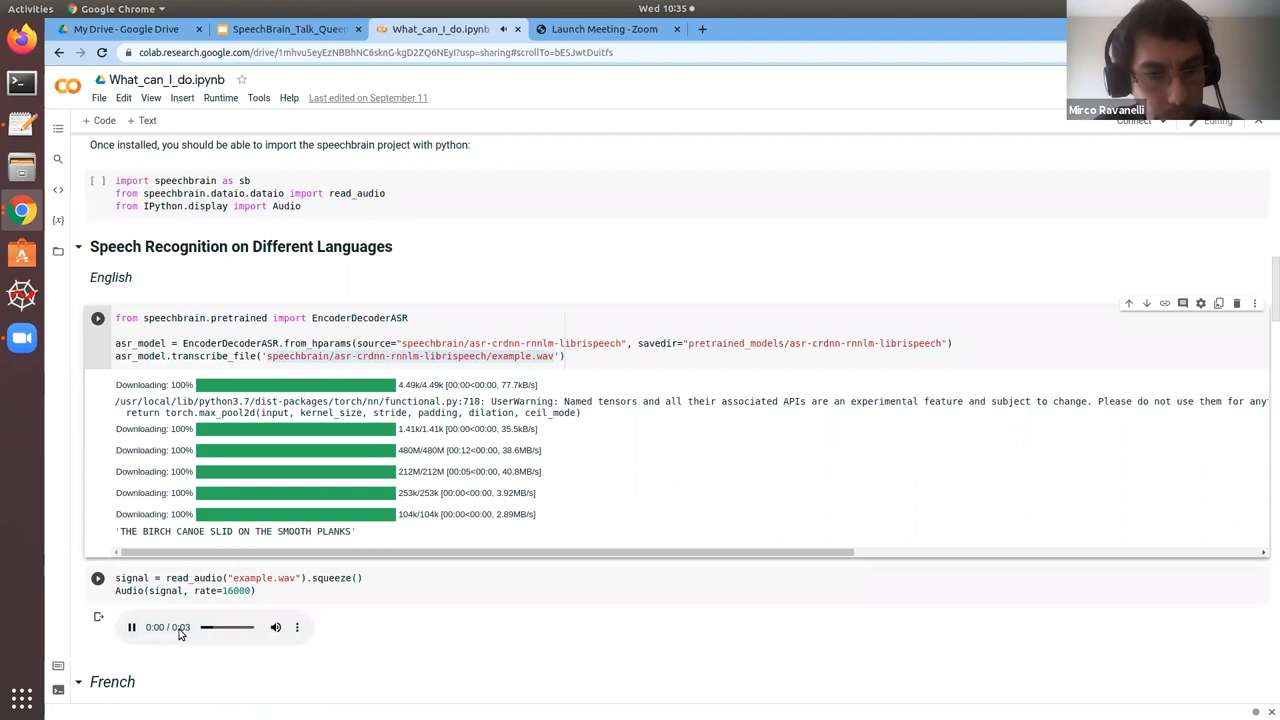 Activities
Google Chrome
Wed 10:35
My Drive - Google Drive
SpeechBrain_Talk_Queen
What_can_I_do.ipynb
Launch Meeting - Zoom
colab.research.google.com/drive/1mhvu5eyEzNBBhNC6sknG-kgD2ZQ6NEyI?usp=sharing#scrollTo=bESJwtDuitfs
What_can_I_do.ipynb
File Edit View Insert Runtime Tools Help Last edited on September 11
Mirco Ravanelli
+ Code + Text
Connect
Editing
Once installed, you should be able to import the speechbrain project with python:
[ ] import speechbrain as sb
from speechbrain.dataio.dataio import read_audio
from IPython.display import Audio
Speech Recognition on Different Languages
English
from speechbrain.pretrained import EncoderDecoderASR
asr_model = EncoderDecoderASR.from_hparams(source="speechbrain/asr-crdnn-rnnlm-librispeech", savedir="pretrained_models/asr-crdnn-rnnlm-librispeech")
asr_model.transcribe_file('speechbrain/asr-crdnn-rnnlm-librispeech/example.wav')
Downloading: 100% 4.49k/4.49k [00:00<00:00, 77.7kB/s]
/usr/local/lib/python3.7/dist-packages/torch/nn/functional.py:718: UserWarning: Named tensors and all their associated APIs are an experimental feature and subject to change. Please do not use them for any
return torch.max_pool2d(input, kernel_size, stride, padding, dilation, ceil_mode)
Downloading: 100% 1.41k/1.41k [00:00<00:00, 35.5kB/s]
Downloading: 100% 480M/480M [00:12<00:00, 38.6MB/s]
Downloading: 100% 212M/212M [00:05<00:00, 40.8MB/s]
Downloading: 100% 253k/253k [00:00<00:00, 3.92MB/s]
Downloading: 100% 104k/104k [00:00<00:00, 2.89MB/s]
'THE BIRCH CANOE SLID ON THE SMOOTH PLANKS'
signal = read_audio("example.wav").squeeze()
Audio(signal, rate=16000)
0:00 / 0:03
French